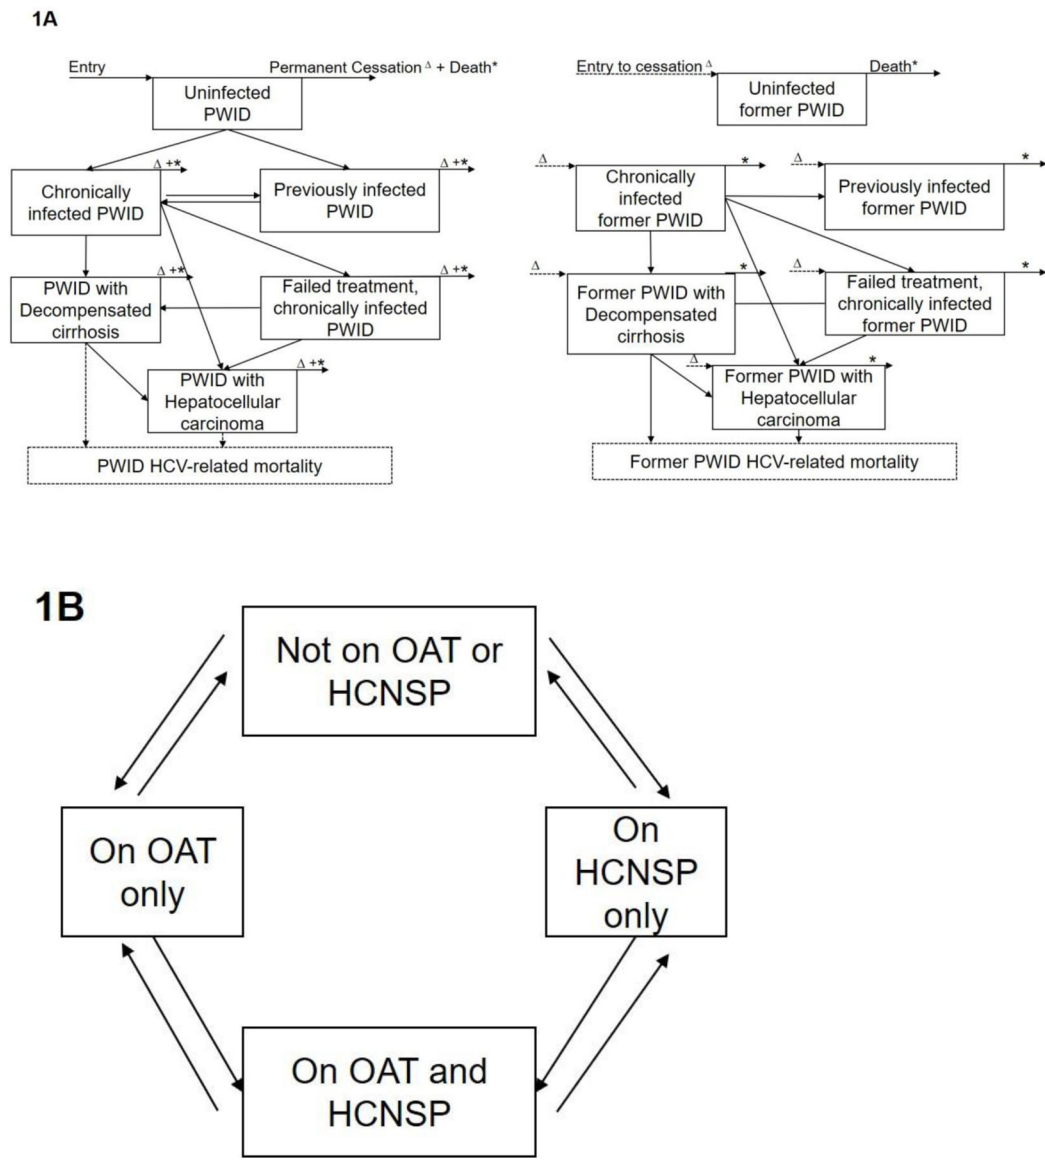 1A
Entry
Permanent Cessation Δ + Death*
Uninfected
PWID
Δ +*
Chronically
infected PWID
Δ +*
Previously infected
PWID
Δ +*
PWID with
Decompensated
cirrhosis
Δ +*
Failed treatment,
chronically infected
PWID
Δ +*
PWID with
Hepatocellular
carcinoma
PWID HCV-related mortality
Entry to cessation Δ
Death*
Uninfected
former PWID
Δ
*
Chronically
infected
former PWID
Δ
*
Previously infected
former PWID
Δ
*
Former PWID with
Decompensated
cirrhosis
Δ
*
Failed treatment,
chronically infected
former PWID
Δ
*
Former PWID with
Hepatocellular
carcinoma
Former PWID HCV-related mortality
1B
Not on OAT or
HCNSP
On OAT
only
On
HCNSP
only
On OAT and
HCNSP